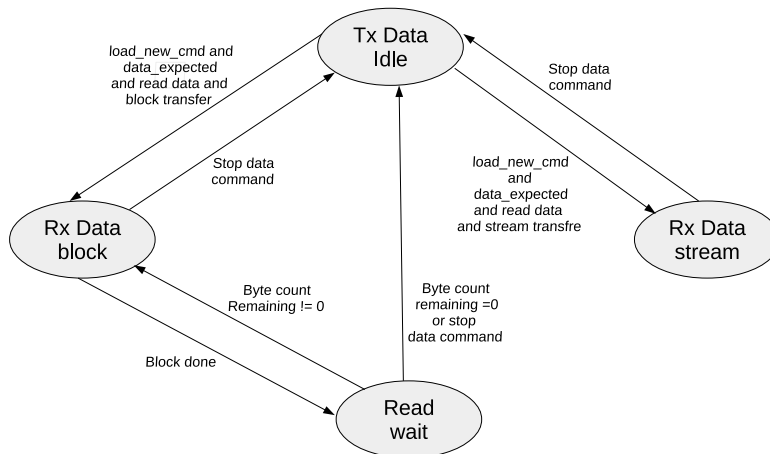 Tx Data
Idle
load_new_cmd and
data_expected
and read data and
block transfer
Stop data
command
Stop data
command
load_new_cmd
and
data_expected
and read data
and stream transfre
Rx Data
block
Rx Data
stream
Byte count
Remaining != 0
Byte count
remaining =0
or stop
data command
Block done
Read
wait